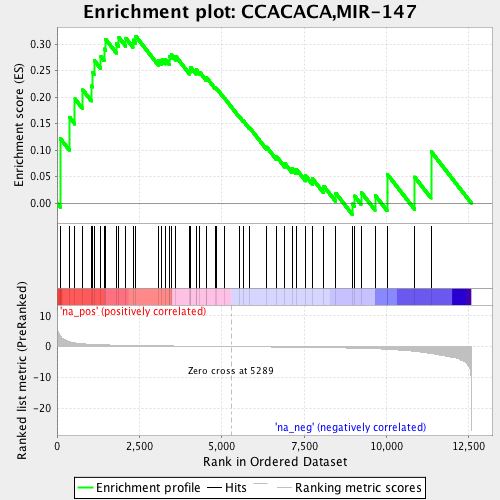 Enrichment plot: CCACACA,MIR-147
Enrichment score (ES)
0.30
0.25
0.20
0.15
0.10
0.05
0.00
'na_pos' (positively correlated)
Ranked list metric (PreRanked)
10
0
-10
-20
Zero cross at 5289
'na_neg' (negatively correlated)
0
2,500
5,000
7,500
10,000
12,500
Rank in Ordered Dataset
Enrichment profile
Hits
Ranking metric scores